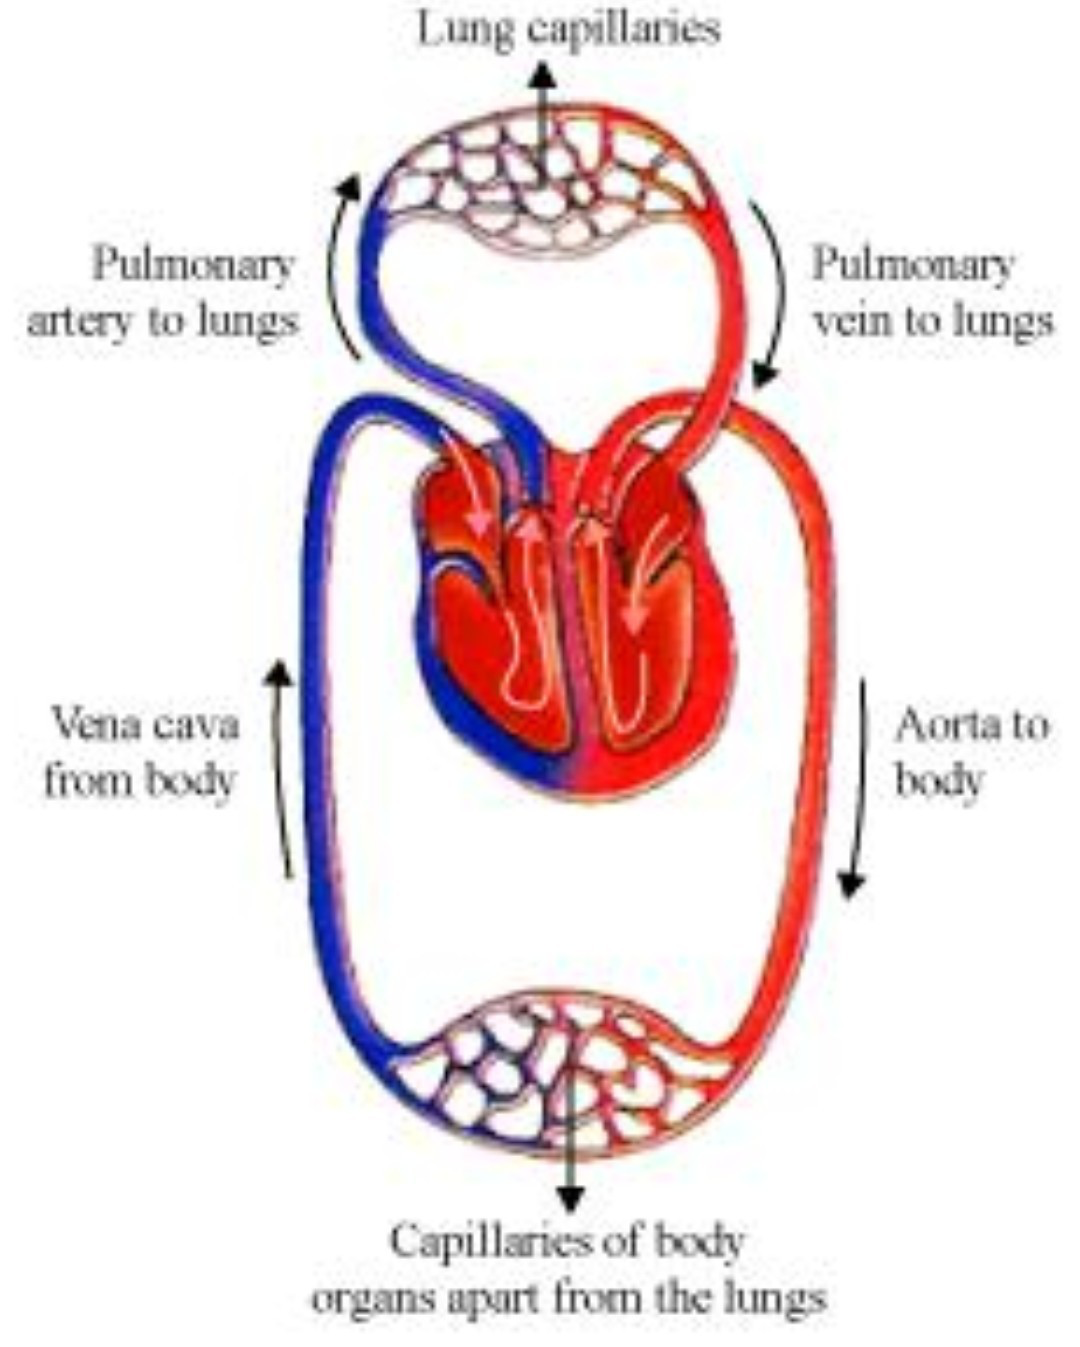 Lung capillaries
Pulmonary
artery to lungs
Pulmonary
vein to lungs
Vena cava
from body
Aorta to
body
Capillaries of body
organs apart from the lungs